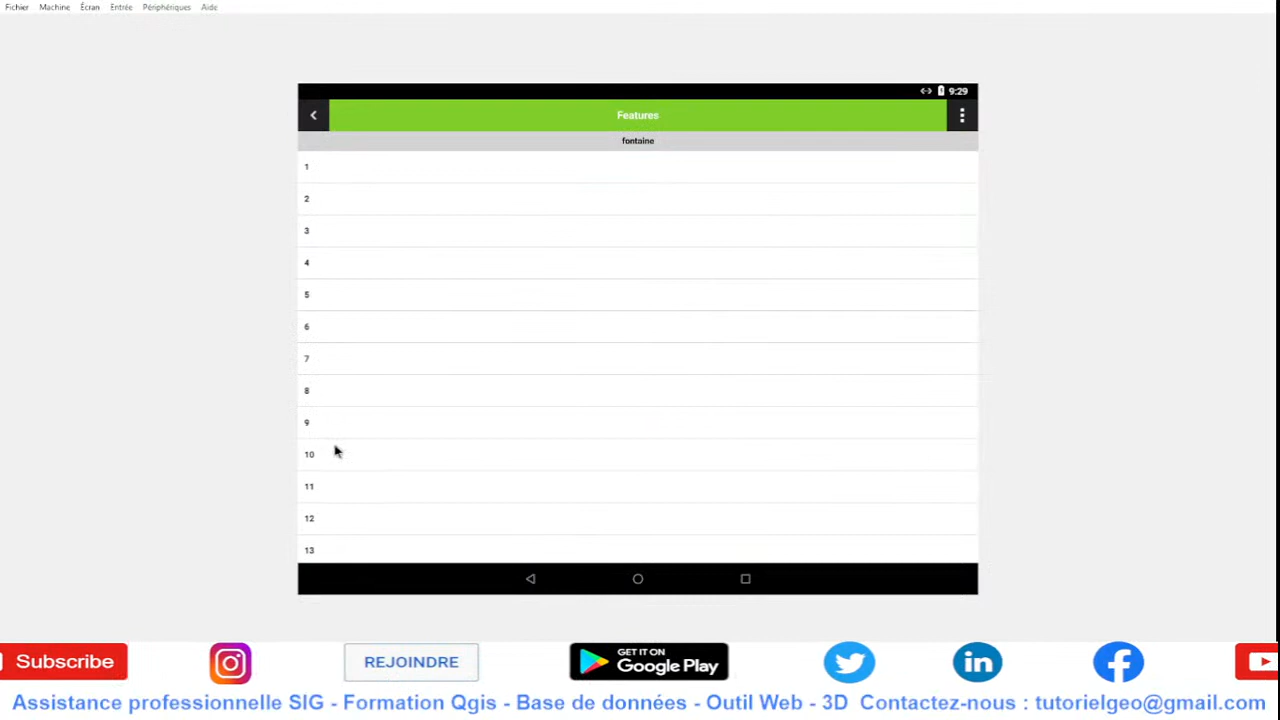 Fichier Machine Écran Entrée Périphériques Aide
9:29
Features
fontaine
1
2
3
4
5
6
7
8
9
10
11
12
13
Subscribe
REJOINDRE
GET IT ON
Google Play
in
Assistance professionnelle SIG - Formation Qgis - Base de données - Outil Web - 3D Contactez-nous : tutorielgeo@gmail.com